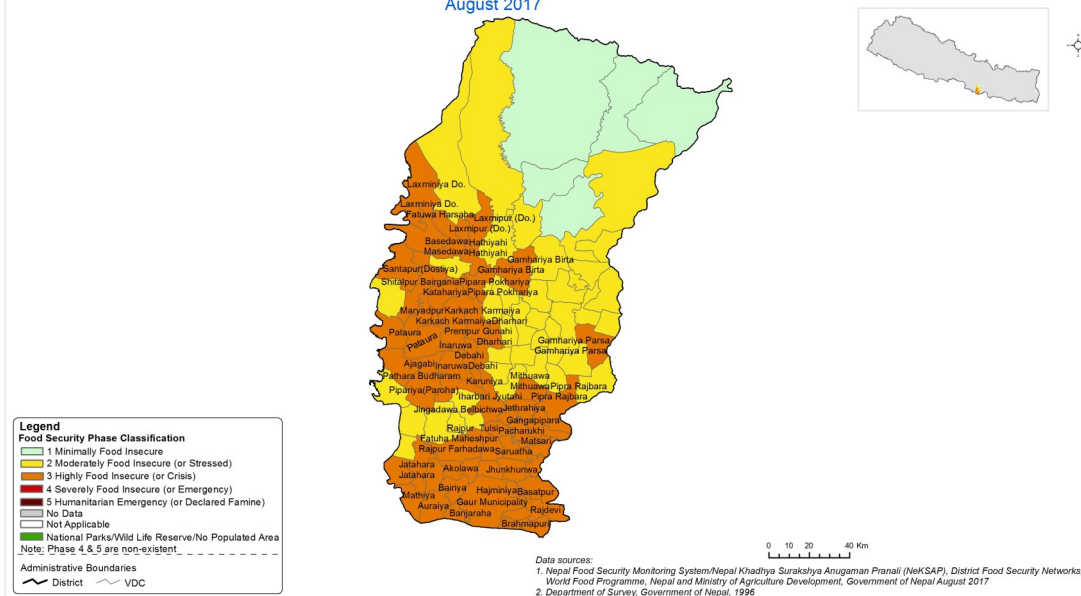 August 2017
Laxminiya Do.
Laxminiya Do.
Fatuwa Harsaha
Laxmipur (Do.)
Laxmipur (Do.)
Basedawa
Hathiyahi
Masedawa
Hathiyahi
Gamhariya Birta
Santapur(Dostiya)
Gamhariya Birta
Shitalpur Bairgania
Pipara Pokhariya
Katahariya
Pipara Pokhariya
Maryadpur
Karkach Karmaiya
Karkach Karmaiya
Dharhari
Pataura
Prempur Gunahi
Pataura
Inaruwa
Dharhari
Gamhariya Parsa
Gamhariya Parsa
Debahi
Ajagabi
Inaruwa
Debahi
Pathara Budharam
Karuniya
Mithuawa
Pipariya(Paroha)
Mithuawa
Pipra Rajbara
Iharbari Jyutahi
Pipra Rajbara
Jingadawa Belbichwa
Jethrahiya
Gangapipara
Rajpur Tulsi
Pacharukhi
Fatuha Maheshpur
Matsari
Rajpur Farhadawa
Saruatha
Jatahara
Jatahara
Akolawa
Jhunkhunwa
Bairiya
Hajminiya
Basatpur
Mathiya
Gaur Municipality
Auraiya
Banjaraha
Rajdevi
Brahmapuri
Legend
Food Security Phase Classification
1 Minimally Food Insecure
2 Moderately Food Insecure (or Stressed)
3 Highly Food Insecure (or Crisis)
4 Severely Food Insecure (or Emergency)
5 Humanitarian Emergency (or Declared Famine)
No Data
Not Applicable
National Parks/Wild Life Reserve/No Populated Area
Note: Phase 4 & 5 are non-existent
Administrative Boundaries
District VDC
0 10 20 40 Km
Data sources:
1. Nepal Food Security Monitoring System/Nepal Khadhya Surakshya Anugaman Pranali (NeKSAP), District Food Security Networks,
World Food Programme, Nepal and Ministry of Agriculture Development, Government of Nepal August 2017
2. Department of Survey, Government of Nepal, 1996